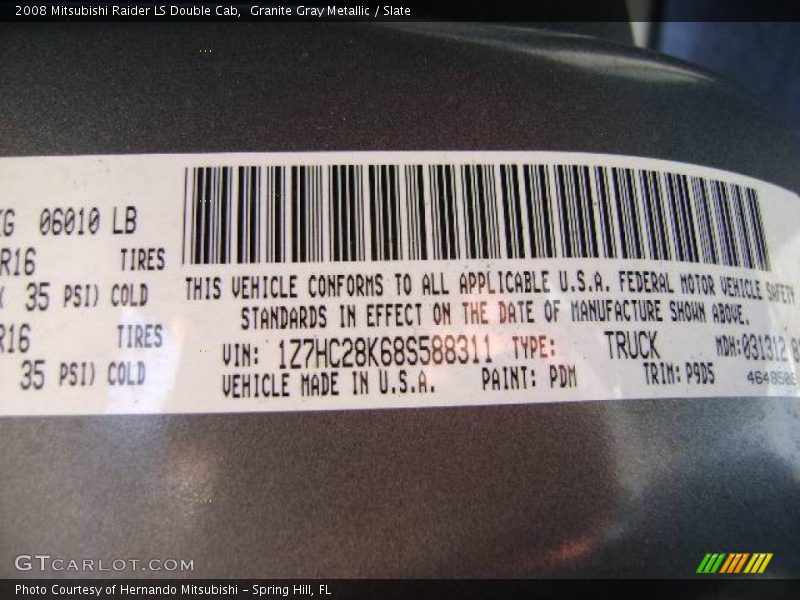 2008 Mitsubishi Raider LS Double Cab, Granite Gray Metallic / Slate
06010 LB
R16 TIRES
35 PSI) COLD
R16 TIRES
35 PSI) COLD
THIS VEHICLE CONFORMS TO ALL APPLICABLE U.S.A. FEDERAL MOTOR VEHICLE SAFETY
STANDARDS IN EFFECT ON THE DATE OF MANUFACTURE SHOWN ABOVE.
VIN: 1Z7HC28K68S588311 TYPE: TRUCK MDH: 031312
VEHICLE MADE IN U.S.A. PAINT: PDM TRIM: P9D5
GTCARLOT.COM
Photo Courtesy of Hernando Mitsubishi - Spring Hill, FL